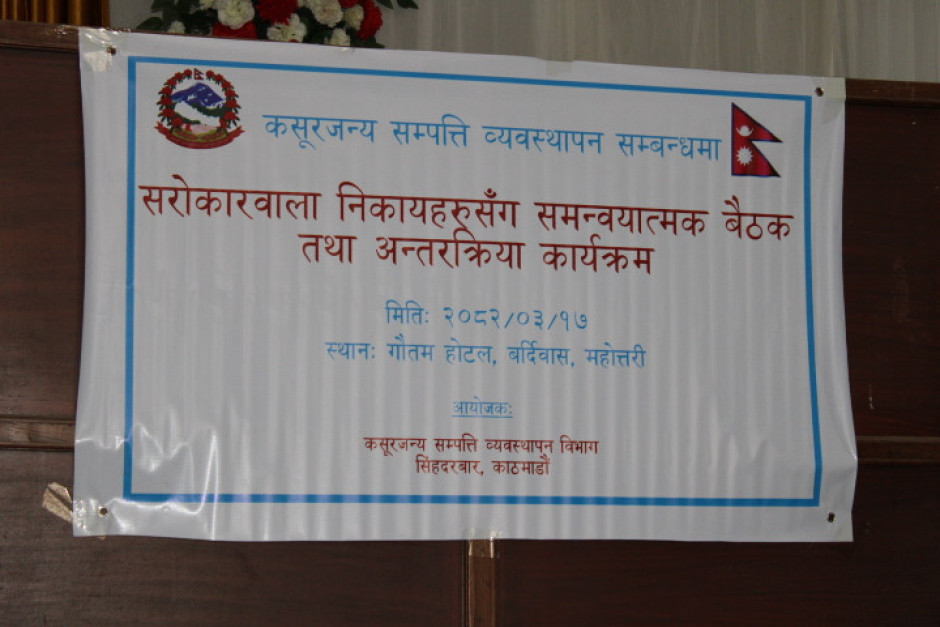 कसूरजन्य सम्पत्ति व्यवस्थापन सम्बन्धमा
सरोकारवाला निकायहरुसँग समन्वयात्मक बैठक
तथा अन्तरक्रिया कार्यक्रम
मितिः २०८२/०३/१७
स्थानः गौतम होटल, बर्दिवास, महोत्तरी
आयोजकः
कसूरजन्य सम्पत्ति व्यवस्थापन विभाग
सिंहदरबार, काठमाडौं